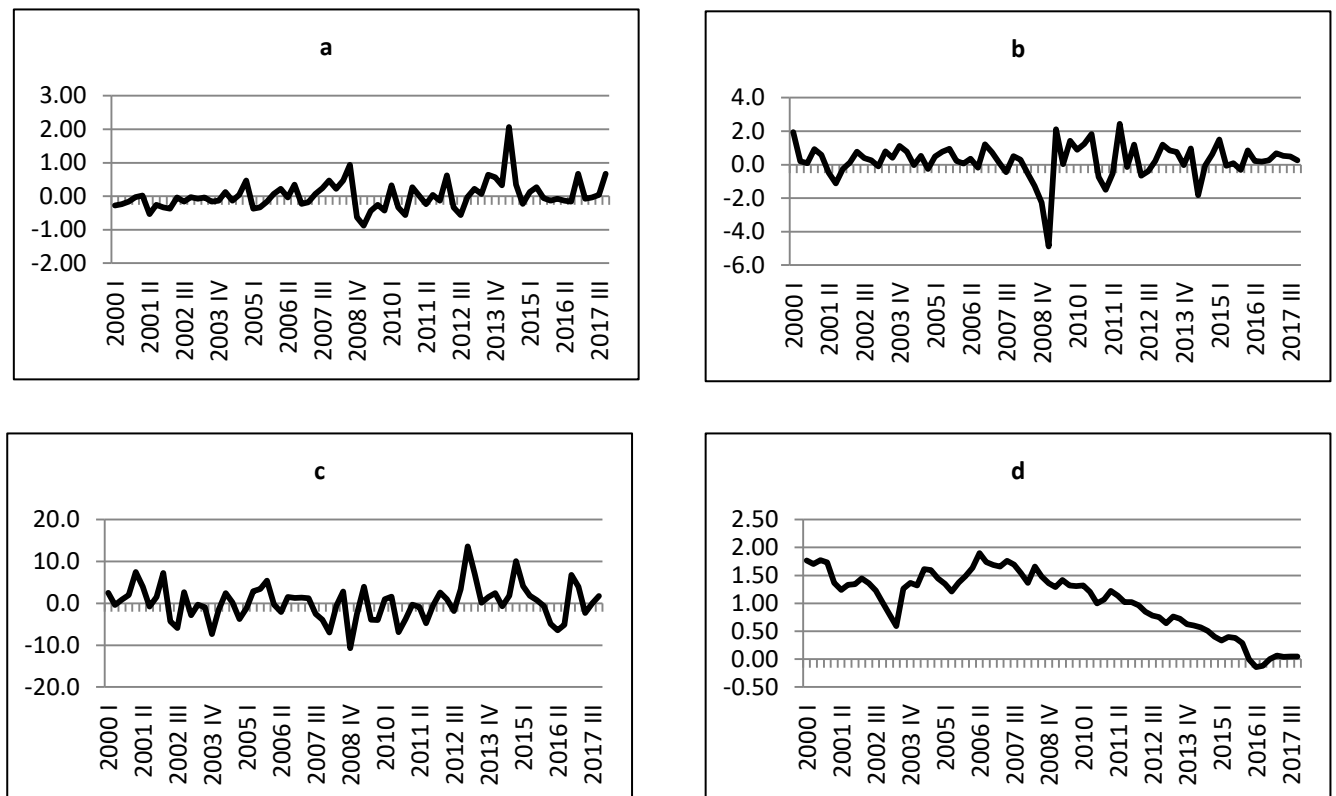 a
3.00
2.00
1.00
0.00
-1.00
-2.00
2000 I
2001 II
2002 III
2003 IV
2005 I
2006 II
2007 III
2008 IV
2010 I
2011 II
2012 III
2013 IV
2015 I
2016 II
2017 III
b
4.0
2.0
0.0
-2.0
-4.0
-6.0
2000 I
2001 II
2002 III
2003 IV
2005 I
2006 II
2007 III
2008 IV
2010 I
2011 II
2012 III
2013 IV
2015 I
2016 II
2017 III
c
20.0
10.0
0.0
-10.0
-20.0
2000 I
2001 II
2002 III
2003 IV
2005 I
2006 II
2007 III
2008 IV
2010 I
2011 II
2012 III
2013 IV
2015 I
2016 II
2017 III
d
2.50
2.00
1.50
1.00
0.50
0.00
-0.50
2000 I
2001 II
2002 III
2003 IV
2005 I
2006 II
2007 III
2008 IV
2010 I
2011 II
2012 III
2013 IV
2015 I
2016 II
2017 III